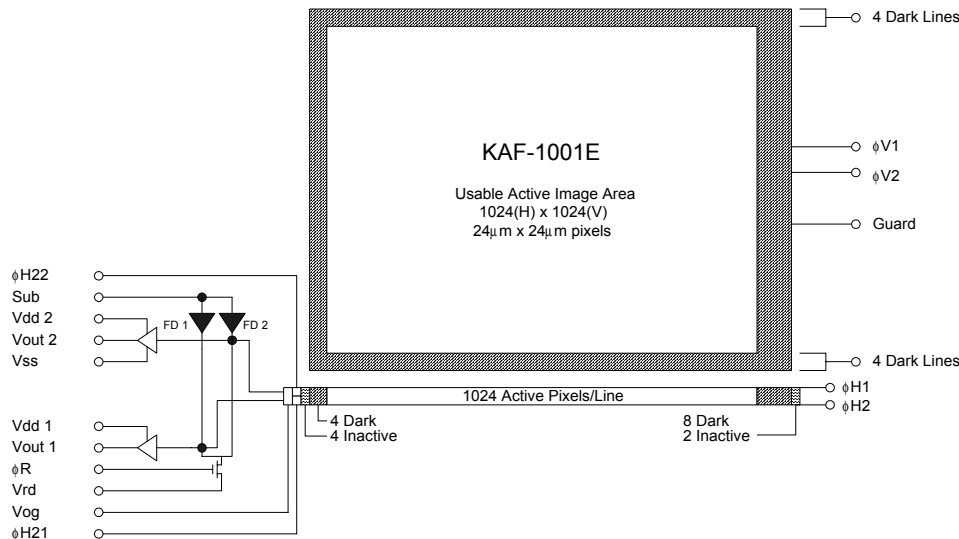 4 Dark Lines
KAF-1001E
Usable Active Image Area
1024(H) x 1024(V)
24μm x 24μm pixels
ϕV1
ϕV2
Guard
ϕH22
Sub
Vdd 2
Vout 2
Vss
FD 1
FD 2
4 Dark Lines
ϕH1
ϕH2
1024 Active Pixels/Line
4 Dark
4 Inactive
8 Dark
2 Inactive
Vdd 1
Vout 1
ϕR
Vrd
Vog
ϕH21